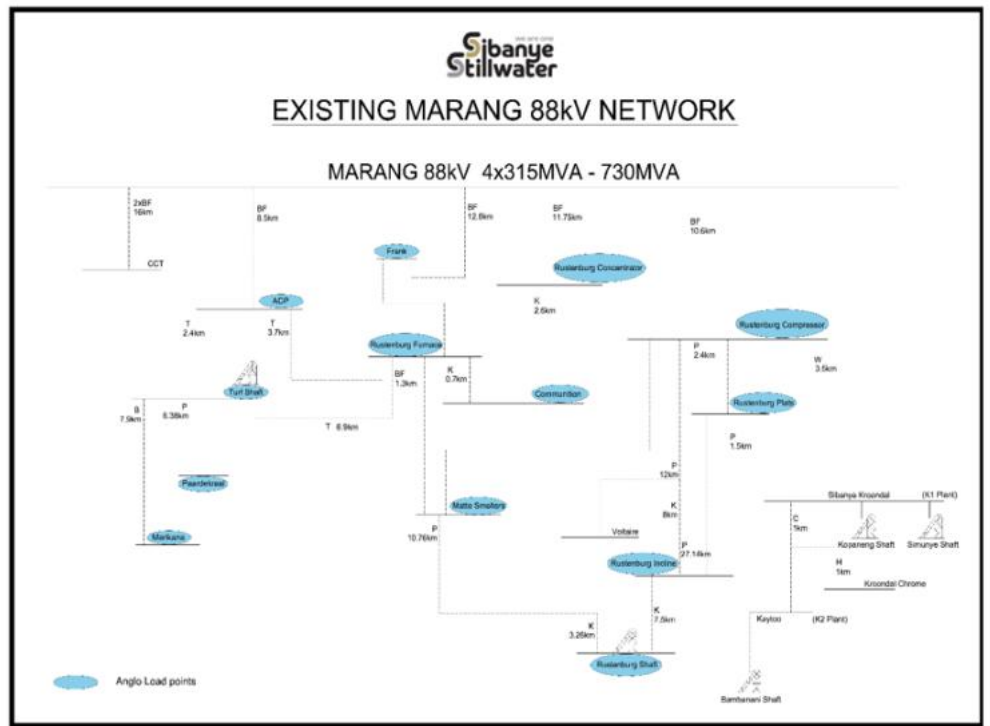 we are one
Sibanye
Stillwater
EXISTING MARANG 88kV NETWORK
MARANG 88kV 4x315MVA - 730MVA
2xBF
16km
BF
8.5km
BF
12.8km
BF
11.75km
BF
10.6km
CCT
Frank
Rustenburg Concentrator
ACP
K
2.6km
T
2.4km
T
3.7km
Rustenburg Furnace
Rustenburg Compressor
P
2.4km
W
3.5km
BF
1.3km
K
0.7km
Turf Shaft
Communition
Rustenburg Plats
B
7.9km
P
6.38km
T 8.9km
P
1.5km
P
12km
Paardekraal
Matte Smelters
K
8km
Sibanye Kroondal
(K1 Plant)
C
1km
Kopaneng Shaft
Simunye Shaft
Marikana
P
10.76km
Voltaire
P
27.14km
Rustenburg Incline
H
1km
Kroondal Chrome
K
7.5km
K
3.26km
Keytoo
(K2 Plant)
Rustenburg Shaft
Bambanani Shaft
Anglo Load points